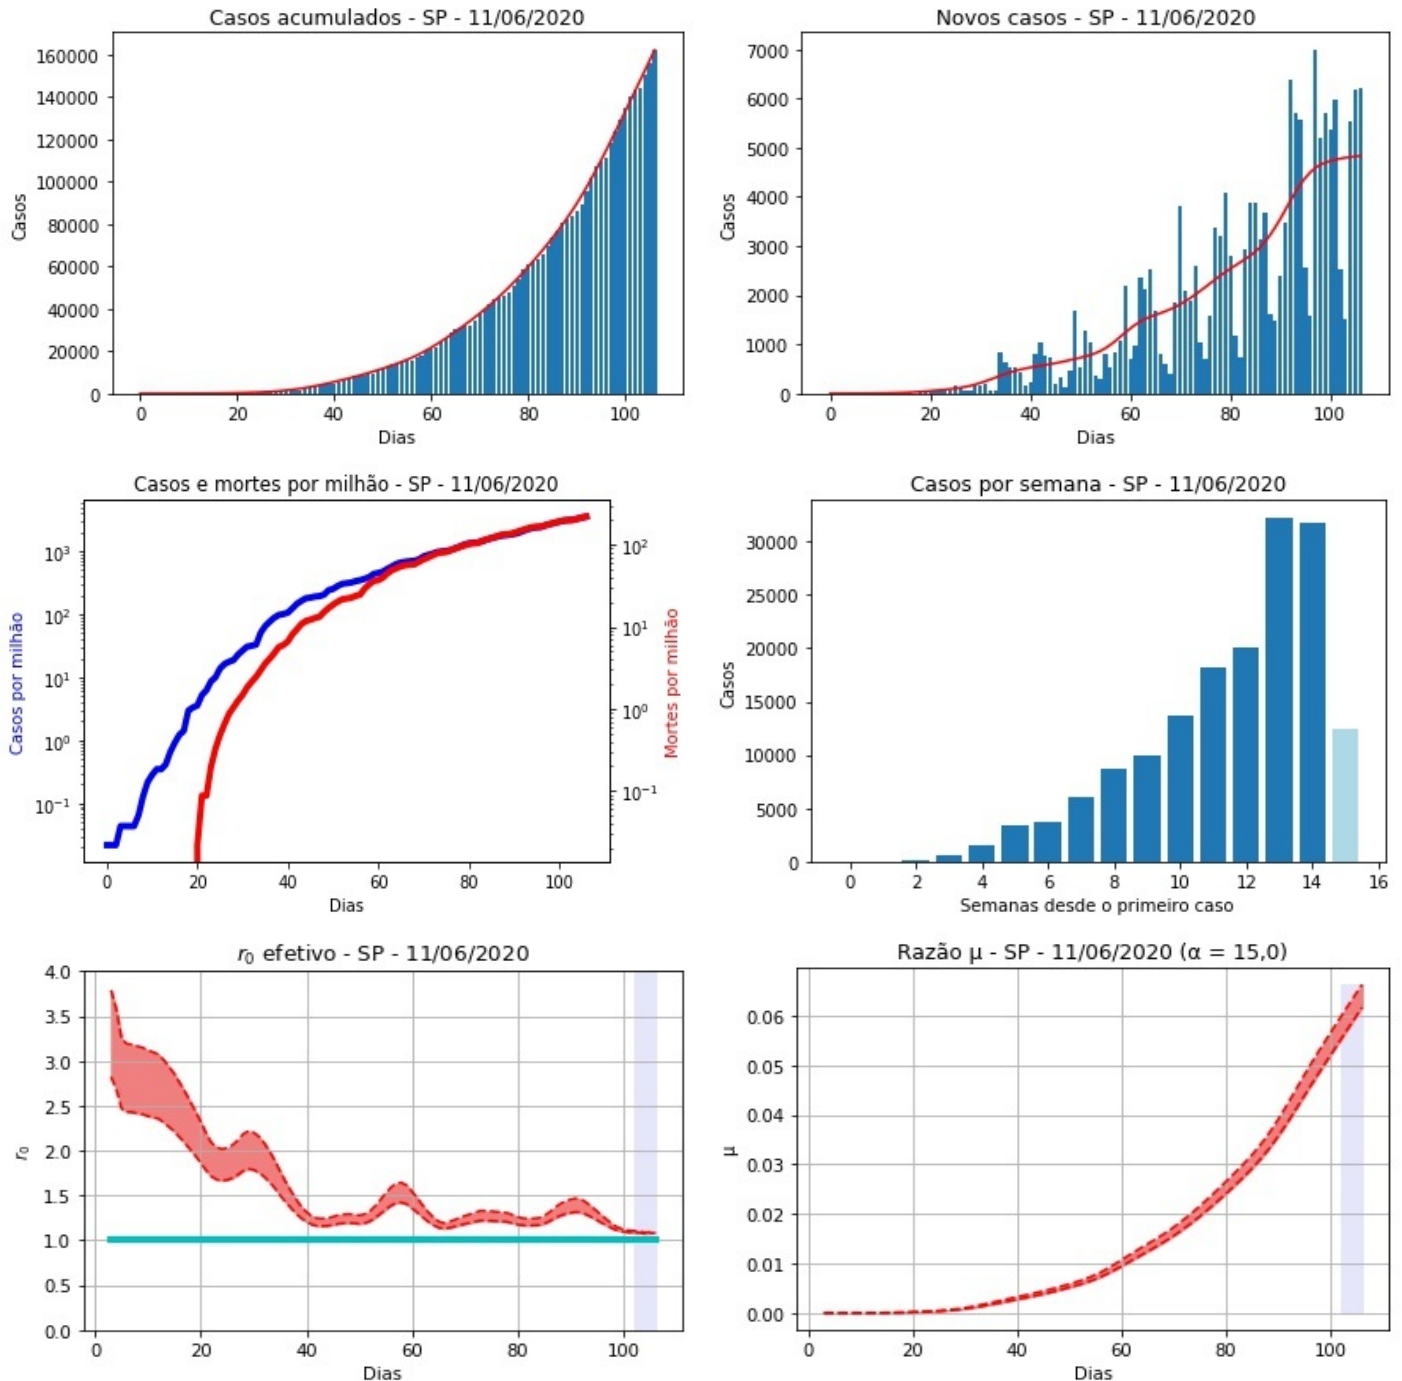 Casos acumulados - SP - 11/06/2020
Casos
160000
140000
120000
100000
80000
60000
40000
20000
0
0 20 40 60 80 100
Dias
Novos casos - SP - 11/06/2020
Casos
7000
6000
5000
4000
3000
2000
1000
0
0 20 40 60 80 100
Dias
Casos e mortes por milhão - SP - 11/06/2020
Casos por milhão
10³
10²
10¹
10⁰
10⁻¹
0 20 40 60 80 100
Dias
10²
10¹
10⁰
10⁻¹
Mortes por milhão
Casos por semana - SP - 11/06/2020
Casos
30000
25000
20000
15000
10000
5000
0
0 2 4 6 8 10 12 14 16
Semanas desde o primeiro caso
r₀ efetivo - SP - 11/06/2020
r₀
4.0
3.5
3.0
2.5
2.0
1.5
1.0
0.5
0.0
0 20 40 60 80 100
Dias
Razão μ - SP - 11/06/2020 (α = 15,0)
μ
0.06
0.05
0.04
0.03
0.02
0.01
0.00
0 20 40 60 80 100
Dias